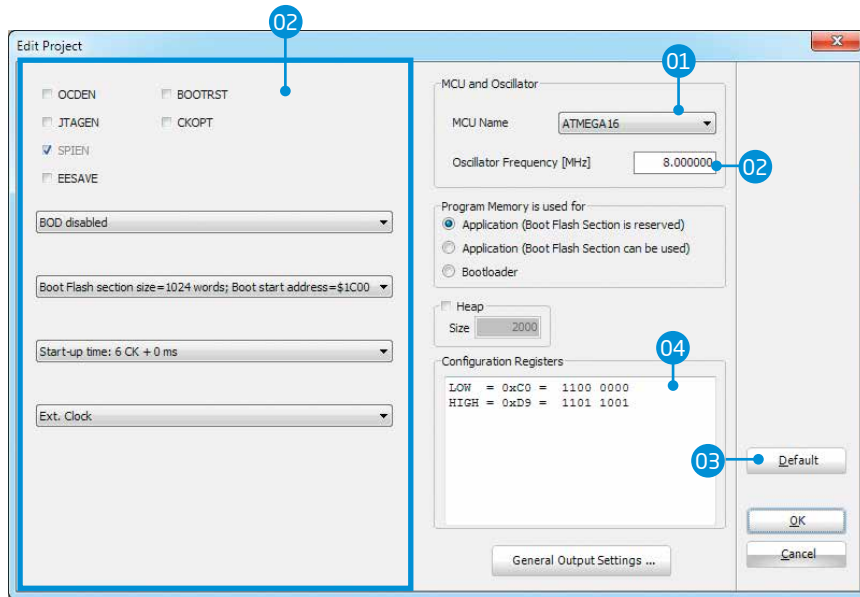 02
Edit Project
01
OCDEN
BOOTRST
JTAGEN
CKOPT
SPIEN
EESAVE
BOD disabled
Boot Flash section size=1024 words; Boot start address=$1C00
Start-up time: 6 CK + 0 ms
Ext. Clock
MCU and Oscillator
MCU Name
ATMEGA16
Oscillator Frequency [MHz]
8.000000
02
Program Memory is used for
Application (Boot Flash Section is reserved)
Application (Boot Flash Section can be used)
Bootloader
Heap
Size
2000
04
Configuration Registers
LOW = 0xC0 = 1100 0000
HIGH = 0xD9 = 1101 1001
General Output Settings ...
03
Default
OK
Cancel